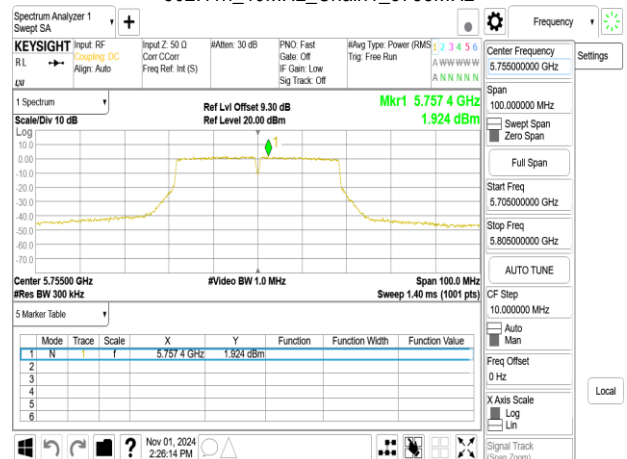 Spectrum Analyzer 1
Swept SA
KEYSIGHT
RL
Input: RF
Coupling: DC
Align: Auto
Input Z: 50 Ω
Corr CCorr
Freq Ref: Int (S)
#Atten: 30 dB
PNO: Fast
Gate: Off
IF Gain: Low
Sig Track: Off
#Avg Type: Power (RMS
Trig: Free Run
1 2 3 4 5 6
A W W W W W
A N N N N N
1 Spectrum
Scale/Div 10 dB
Ref Lvl Offset 9.30 dB
Ref Level 20.00 dBm
Mkr1 5.757 4 GHz
1.924 dBm
Log
10.0
0.00
-10.0
-20.0
-30.0
-40.0
-50.0
-60.0
-70.0
1
Center 5.75500 GHz
#Res BW 300 kHz
#Video BW 1.0 MHz
Span 100.0 MHz
Sweep 1.40 ms (1001 pts)
5 Marker Table
Mode Trace Scale X Y Function Function Width Function Value
1 N 1 f 5.757 4 GHz 1.924 dBm
2
3
4
5
6
Nov 01, 2024
2:26:14 PM
Frequency
Center Frequency
5.755000000 GHz
Settings
Span
100.000000 MHz
Swept Span
Zero Span
Full Span
Start Freq
5.705000000 GHz
Stop Freq
5.805000000 GHz
AUTO TUNE
CF Step
10.000000 MHz
Auto
Man
Freq Offset
0 Hz
Local
X Axis Scale
Log
Lin
Signal Track
(Span Zoom)